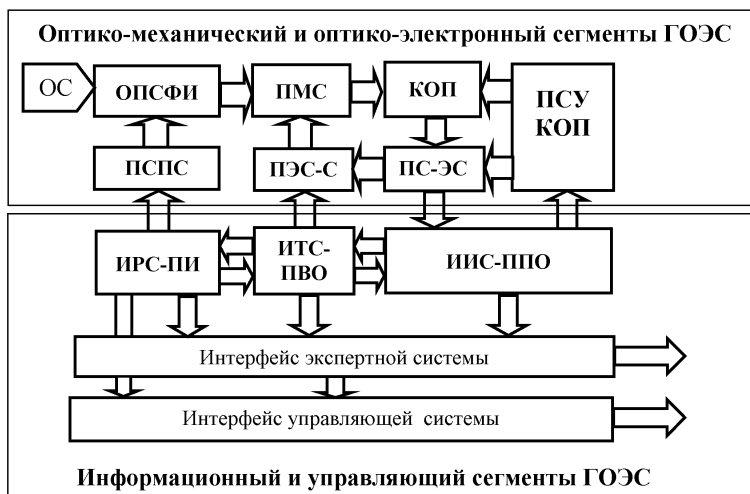 Оптико-механический и оптико-электронный сегменты ГОЭС
ОС
ОПСФИ
ПМС
КОП
ПСУ
КОП
ПСПС
ПЭС-С
ПС-ЭС
ИРС-ПИ
ИТС-
ПВО
ИИС-ППО
Интерфейс экспертной системы
Интерфейс управляющей системы
Информационный и управляющий сегменты ГОЭС